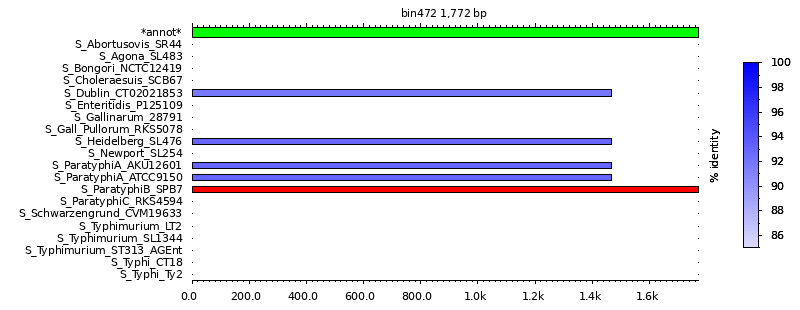 bin472 1,772 bp
*annot*
S_Abortusovis_SR44
S_Agona_SL483
S_Bongori_NCTC12419
S_Choleraesuis_SCB67
S_Dublin_CT02021853
S_Enteritidis_P125109
S_Gallinarum_28791
S_Gall_Pullorum_RKS5078
S_Heidelberg_SL476
S_Newport_SL254
S_ParatyphiA_AKU12601
S_ParatyphiA_ATCC9150
S_ParatyphiB_SPB7
S_ParatyphiC_RKS4594
S_Schwarzengrund_CVM19633
S_Typhimurium_LT2
S_Typhimurium_SL1344
S_Typhimurium_ST313_AGEnt
S_Typhi_CT18
S_Typhi_Ty2
0.0 200.0 400.0 600.0 800.0 1.0k 1.2k 1.4k 1.6k
% identity
100
98
96
94
92
90
88
86